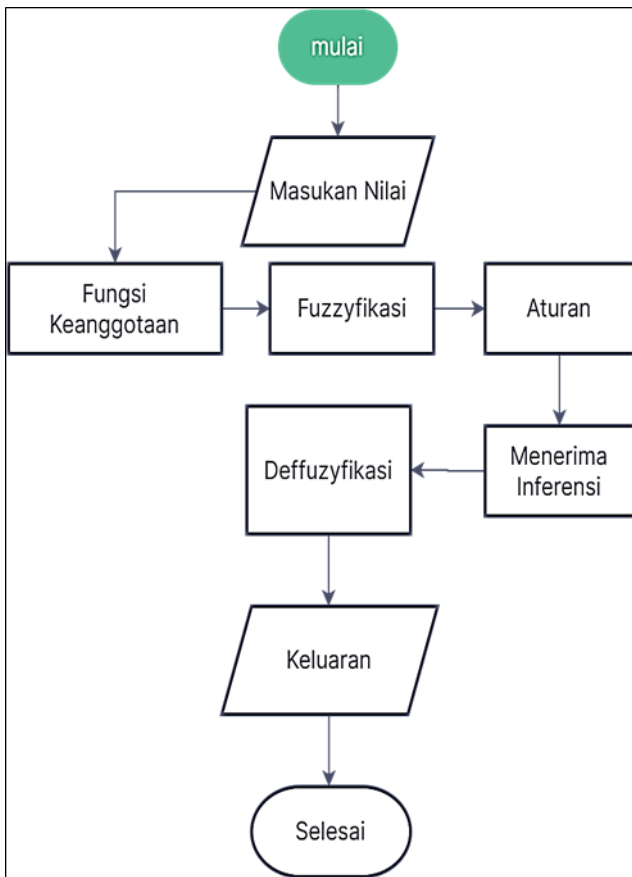 mulai
Masukan Nilai
Fungsi
Keanggotaan
Fuzzyfikasi
Aturan
Menerima
Inferensi
Deffuzyfikasi
Keluaran
Selesai